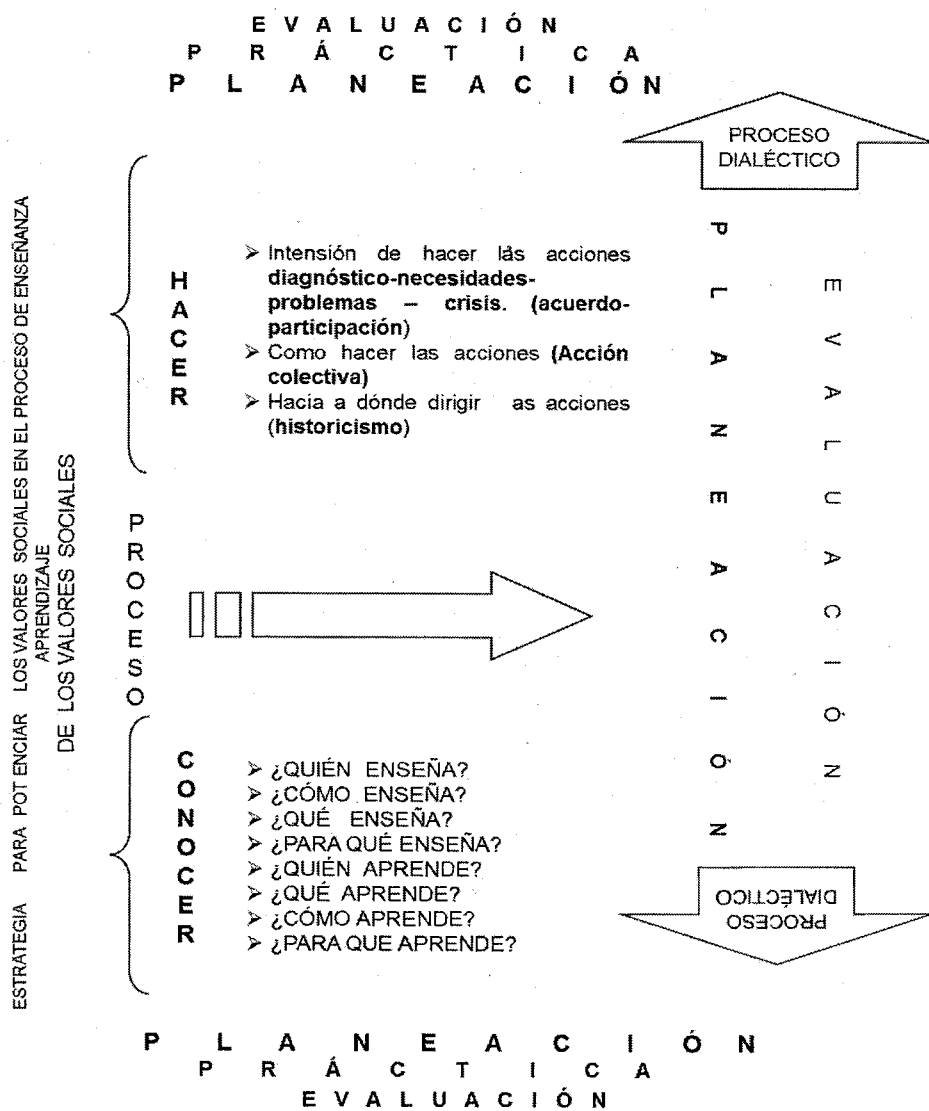 EVALUACIÓN
PRÁCTICA
PLANEACIÓN
PROCESO
DIALÉCTICO
ESTRATEGIA PARA POT ENCIAR LOS VALORES SOCIALES EN EL PROCESO DE ENSEÑANZA
APRENDIZAJE
DE LOS VALORES SOCIALES
HACER
➢ Intensión de hacer las acciones
diagnóstico-necesidades-
problemas – crisis. (acuerdo-
participación)
➢ Como hacer las acciones (Acción
colectiva)
➢ Hacia a dónde dirigir as acciones
(historicismo)
PROCESO
PLANEACIÓN
EVALUACIÓN
CONOCER
➢ ¿QUIÉN ENSEÑA?
➢ ¿CÓMO ENSEÑA?
➢ ¿QUÉ ENSEÑA?
➢ ¿PARA QUÉ ENSEÑA?
➢ ¿QUIÉN APRENDE?
➢ ¿QUÉ APRENDE?
➢ ¿CÓMO APRENDE?
➢ ¿PARA QUE APRENDE?
PROCESO
DIALÉCTICO
PLANEACIÓN
PRÁCTICA
EVALUACIÓN